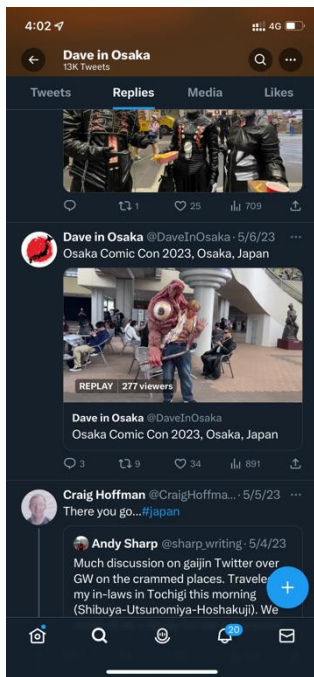 4:02
4G
Dave in Osaka
13K Tweets
Tweets Replies Media Likes
1 25 709
Dave in Osaka @DaveInOsaka · 5/6/23
Osaka Comic Con 2023, Osaka, Japan
REPLAY 277 viewers
Dave in Osaka @DaveInOsaka
Osaka Comic Con 2023, Osaka, Japan
3 9 34 891
Craig Hoffman @CraigHoffma... · 5/5/23
There you go...#japan
Andy Sharp @sharp_writing · 5/4/23
Much discussion on gaijin Twitter over
GW on the crammed places.
my in-laws in Tochigi this morning
(Shibuya-Utsunomiya-Hoshakuji). We
20